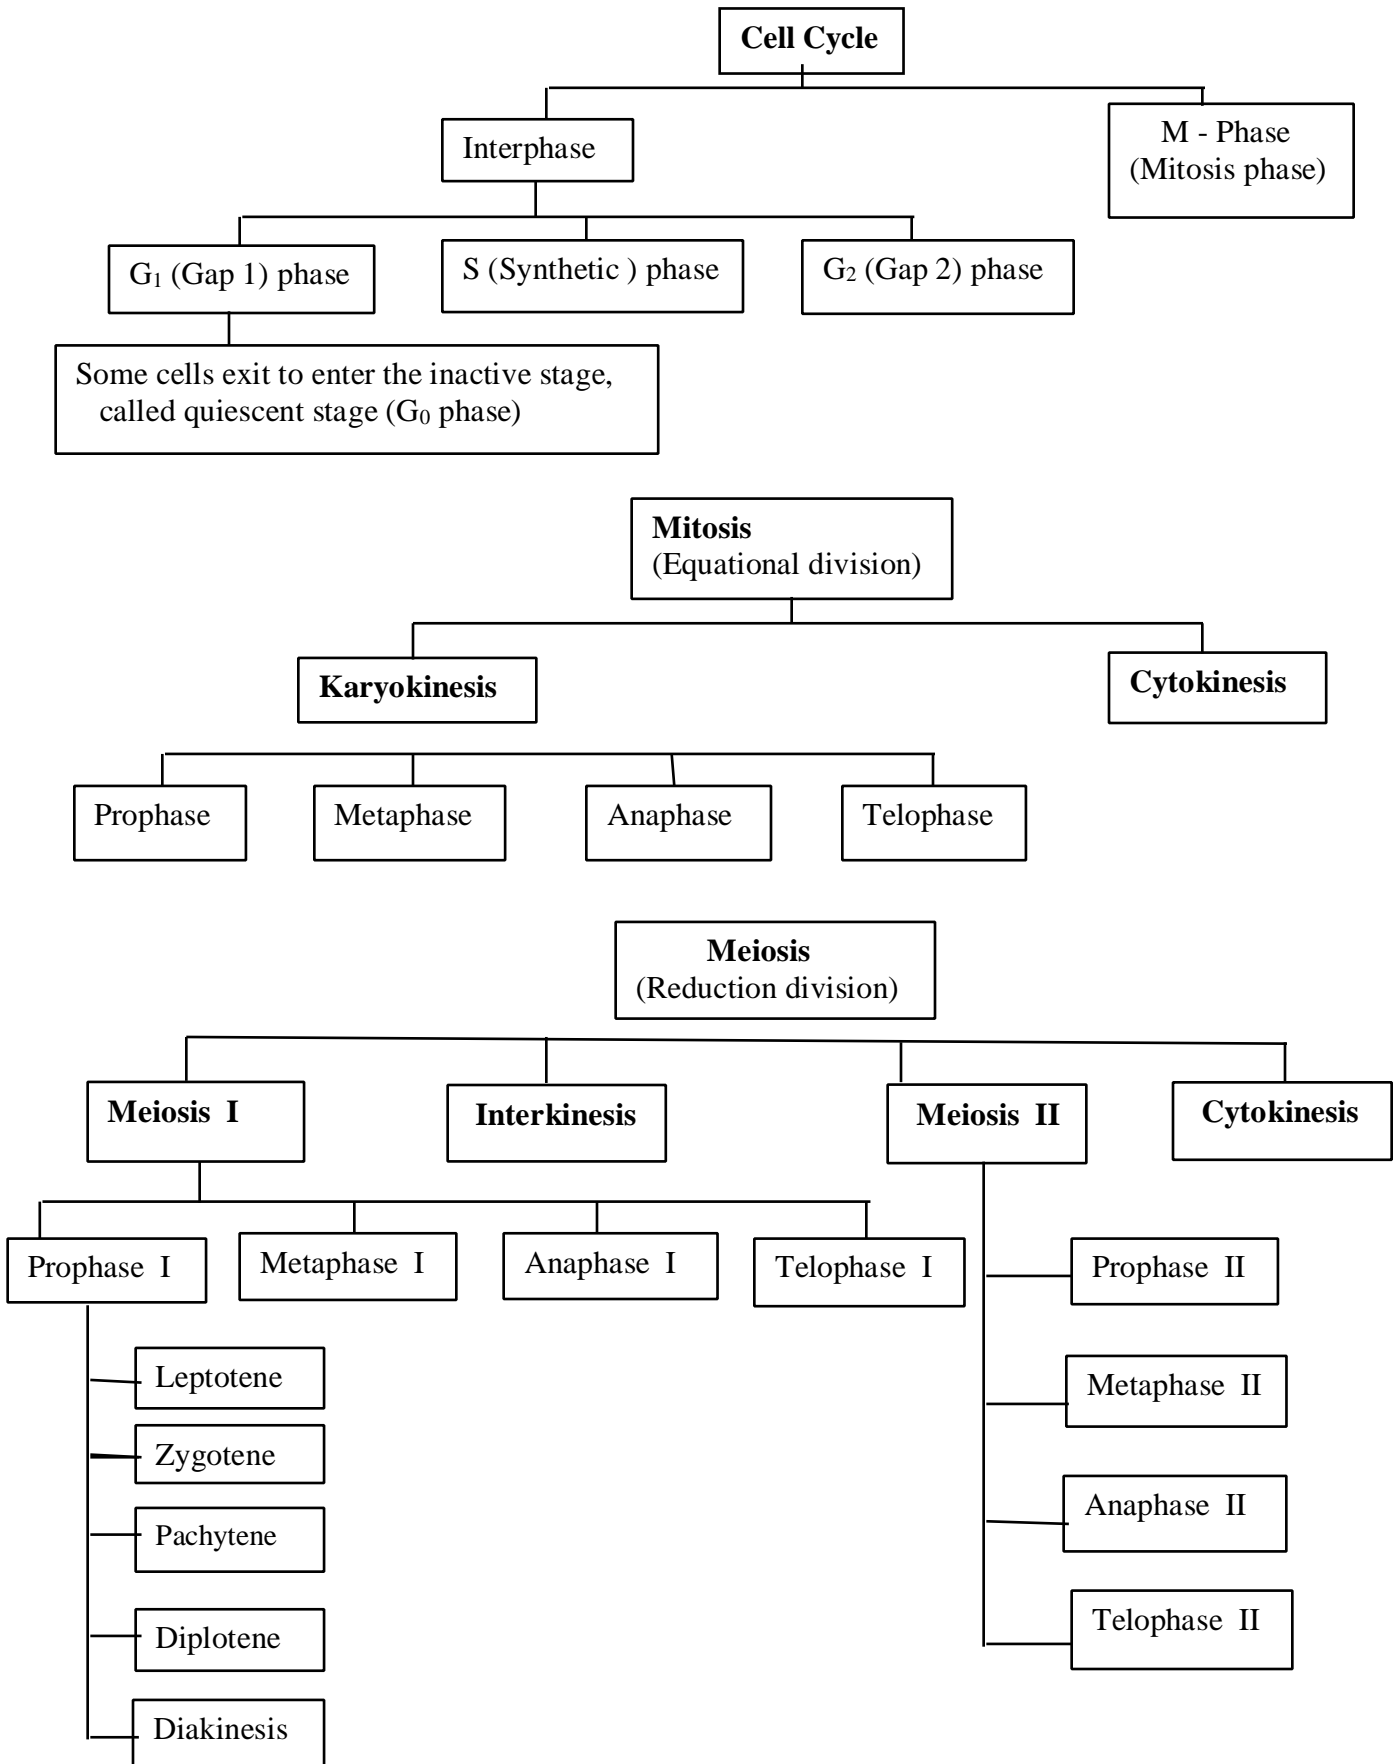 Cell Cycle
Interphase
M - Phase
(Mitosis phase)
G₁ (Gap 1) phase
S (Synthetic ) phase
G₂ (Gap 2) phase
Some cells exit to enter the inactive stage,
called quiescent stage (G₀ phase)
Mitosis
(Equational division)
Karyokinesis
Cytokinesis
Prophase
Metaphase
Anaphase
Telophase
Meiosis
(Reduction division)
Meiosis I
Interkinesis
Meiosis II
Cytokinesis
Prophase I
Metaphase I
Anaphase I
Telophase I
Leptotene
Zygotene
Pachytene
Diplotene
Diakinesis
Prophase II
Metaphase II
Anaphase II
Telophase II